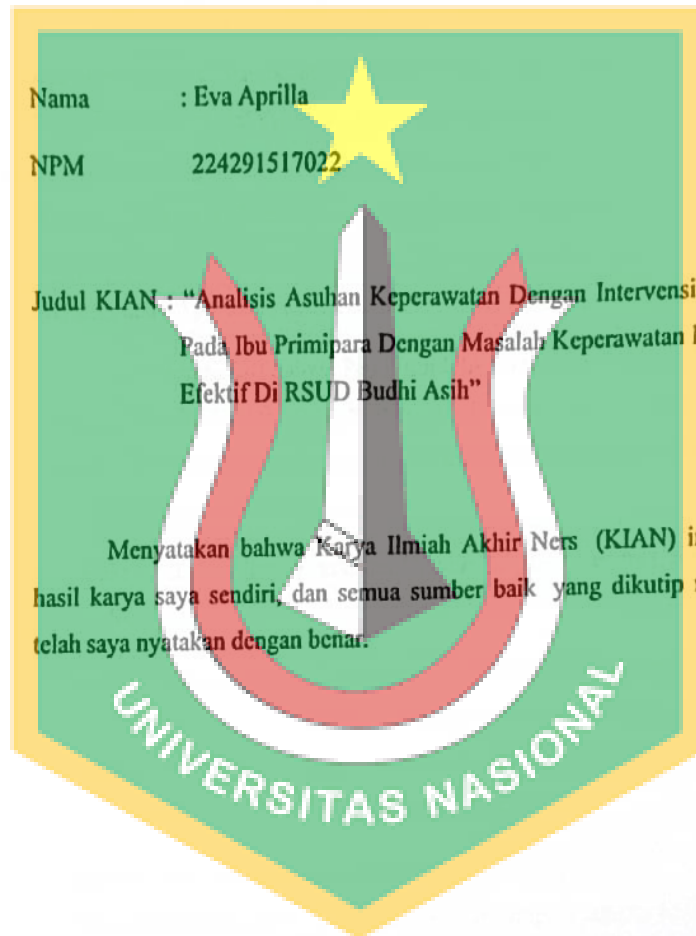 Nama : Eva Aprilla
NPM 224291517022
Judul KIAN : “Analisis Asuhan Keperawatan Dengan Intervensi
Pada Ibu Primipara Dengan Masalah Keperawatan
Efektif Di RSUD Budhi Asih”
Menyatakan bahwa Karya Ilmiah Akhir Ners (KIAN)
hasil karya saya sendiri, dan semua sumber baik yang dikutip
telah saya nyatakan dengan benar.
UNIVERSITAS NASIONAL